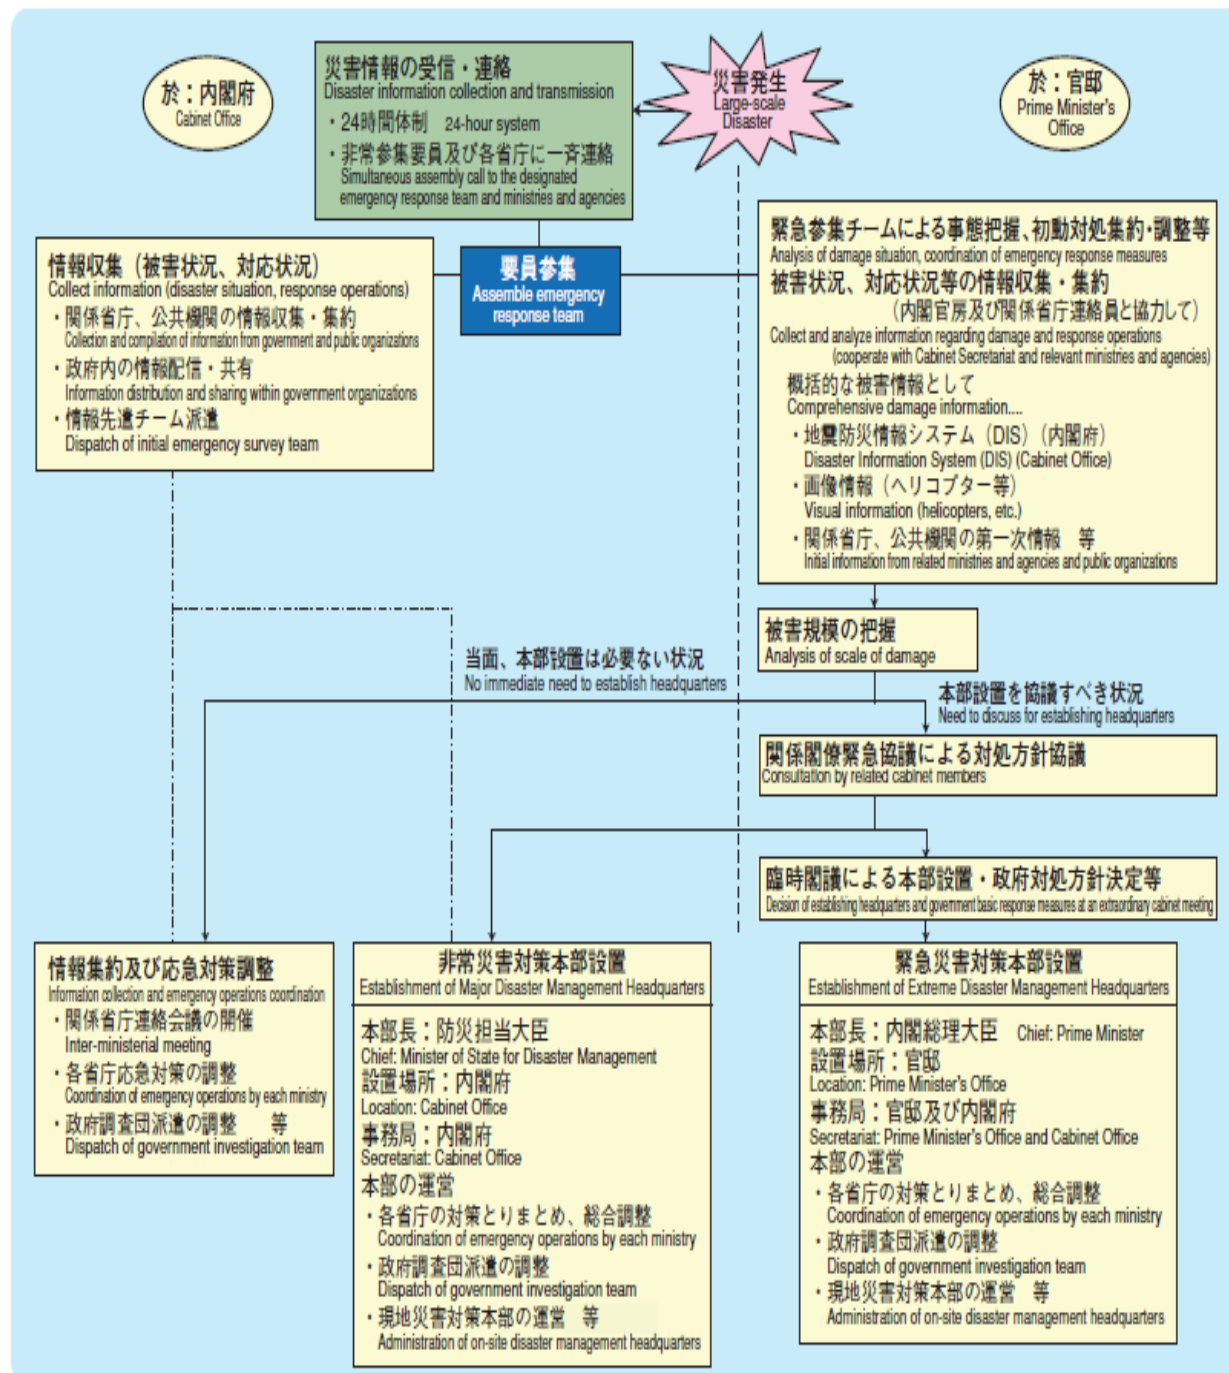 於：内閣府
Cabinet Office
災害情報の受信・連絡
Disaster information collection and transmission
・24時間体制 24-hour system
・非常参集要員及び各省庁に一斉連絡
Simultaneous assembly call to the designated
emergency response team and ministries and agencies
災害発生
Large-scale
Disaster
於：官邸
Prime Minister's
Office
情報収集（被害状況、対応状況）
Collect information (disaster situation, response operations)
・関係省庁、公共機関の情報収集・集約
Collection and compilation of information from government and public organizations
・政府内の情報配信・共有
Information distribution and sharing within government organizations
・情報先遣チーム派遣
Dispatch of initial emergency survey team
要員参集
Assemble emergency
response team
緊急参集チームによる事態把握、初動対処集約・調整等
Analysis of damage situation, coordination of emergency response measures
被害状況、対応状況等の情報収集・集約
（内閣官房及び関係省庁連絡員と協力して）
Collect and analyze information regarding damage and response operations
(cooperate with Cabinet Secretariat and relevant ministries and agencies)
概括的な被害情報として
Comprehensive damage information....
・地震防災情報システム（DIS）（内閣府）
Disaster Information System (DIS) (Cabinet Office)
・画像情報（ヘリコプター等）
Visual information (helicopters, etc.)
・関係省庁、公共機関の第一次情報 等
Initial information from related ministries and agencies and public organizations
被害規模の把握
Analysis of scale of damage
当面、本部設置は必要ない状況
No immediate need to establish headquarters
本部設置を協議すべき状況
Need to discuss for establishing headquarters
関係閣僚緊急協議による対処方針協議
Consultation by related cabinet members
臨時閣議による本部設置・政府対処方針決定等
Decision of establishing headquarters and government basic response measures at an extraordinary cabinet meeting
情報集約及び応急対策調整
Information collection and emergency operations coordination
・関係省庁連絡会議の開催
Inter-ministerial meeting
・各省庁応急対策の調整
Coordination of emergency operations by each ministry
・政府調査団派遣の調整 等
Dispatch of government investigation team
非常災害対策本部設置
Establishment of Major Disaster Management Headquarters
本部長：防災担当大臣
Chief: Minister of State for Disaster Management
設置場所：内閣府
Location: Cabinet Office
事務局：内閣府
Secretariat: Cabinet Office
本部の運営
・各省庁の対策とりまとめ、総合調整
Coordination of emergency operations by each ministry
・政府調査団派遣の調整
Dispatch of government investigation team
・現地災害対策本部の運営 等
Administration of on-site disaster management headquarters
緊急災害対策本部設置
Establishment of Extreme Disaster Management Headquarters
本部長：内閣総理大臣 Chief: Prime Minister
設置場所：官邸
Location: Prime Minister's Office
事務局：官邸及び内閣府
Secretariat: Prime Minister's Office and Cabinet Office
本部の運営
・各省庁の対策とりまとめ、総合調整
Coordination of emergency operations by each ministry
・政府調査団派遣の調整
Dispatch of government investigation team
・現地災害対策本部の運営 等
Administration of on-site disaster management headquarters